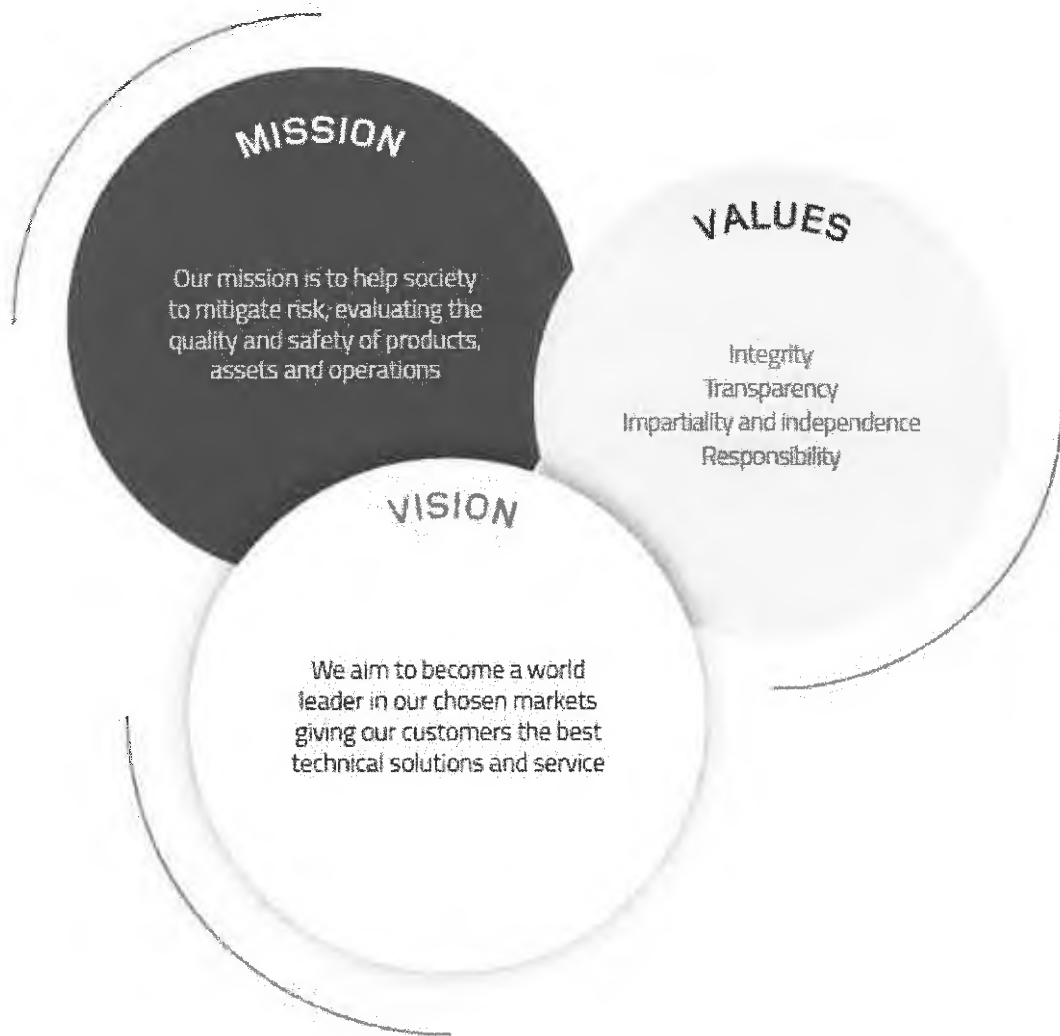 MISSION
Our mission is to help society
to mitigate risk, evaluating the
quality and safety of products,
assets and operations
VALUES
Integrity
Transparency
Impartiality and independence
Responsibility
VISION
We aim to become a world
leader in our chosen markets
giving our customers the best
technical solutions and service